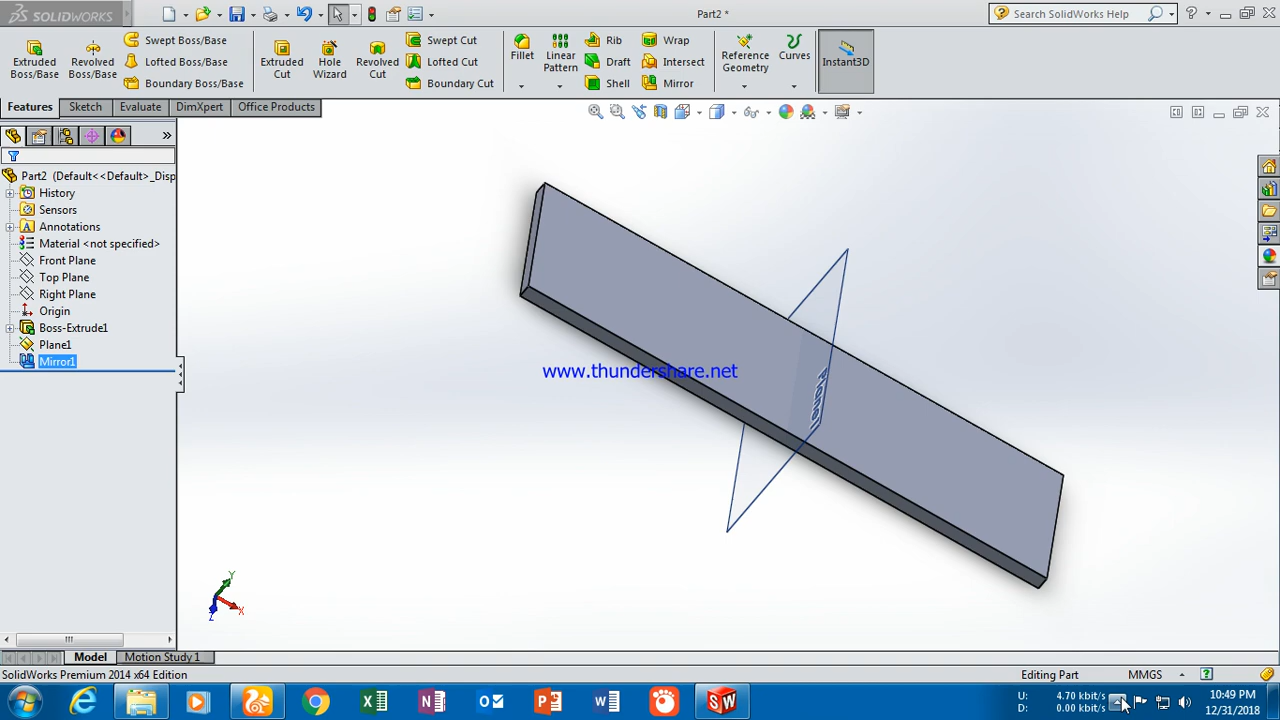 SOLIDWORKS
Part2 *
Search SolidWorks Help
Extruded Boss/Base
Revolved Boss/Base
Swept Boss/Base
Lofted Boss/Base
Boundary Boss/Base
Extruded Cut
Hole Wizard
Revolved Cut
Swept Cut
Lofted Cut
Boundary Cut
Fillet
Linear Pattern
Rib
Draft
Shell
Wrap
Intersect
Mirror
Reference Geometry
Curves
Instant3D
Features
Sketch
Evaluate
DimXpert
Office Products
Part2 (Default<<Default>_Disp
History
Sensors
Annotations
Material <not specified>
Front Plane
Top Plane
Right Plane
Origin
Boss-Extrude1
Plane1
Mirror1
www.thundershare.net
Plane1
Y
X
Z
Model
Motion Study 1
SolidWorks Premium 2014 x64 Edition
Editing Part
MMGS
U: 4.70 kbit/s
D: 0.00 kbit/s
10:49 PM
12/31/2018